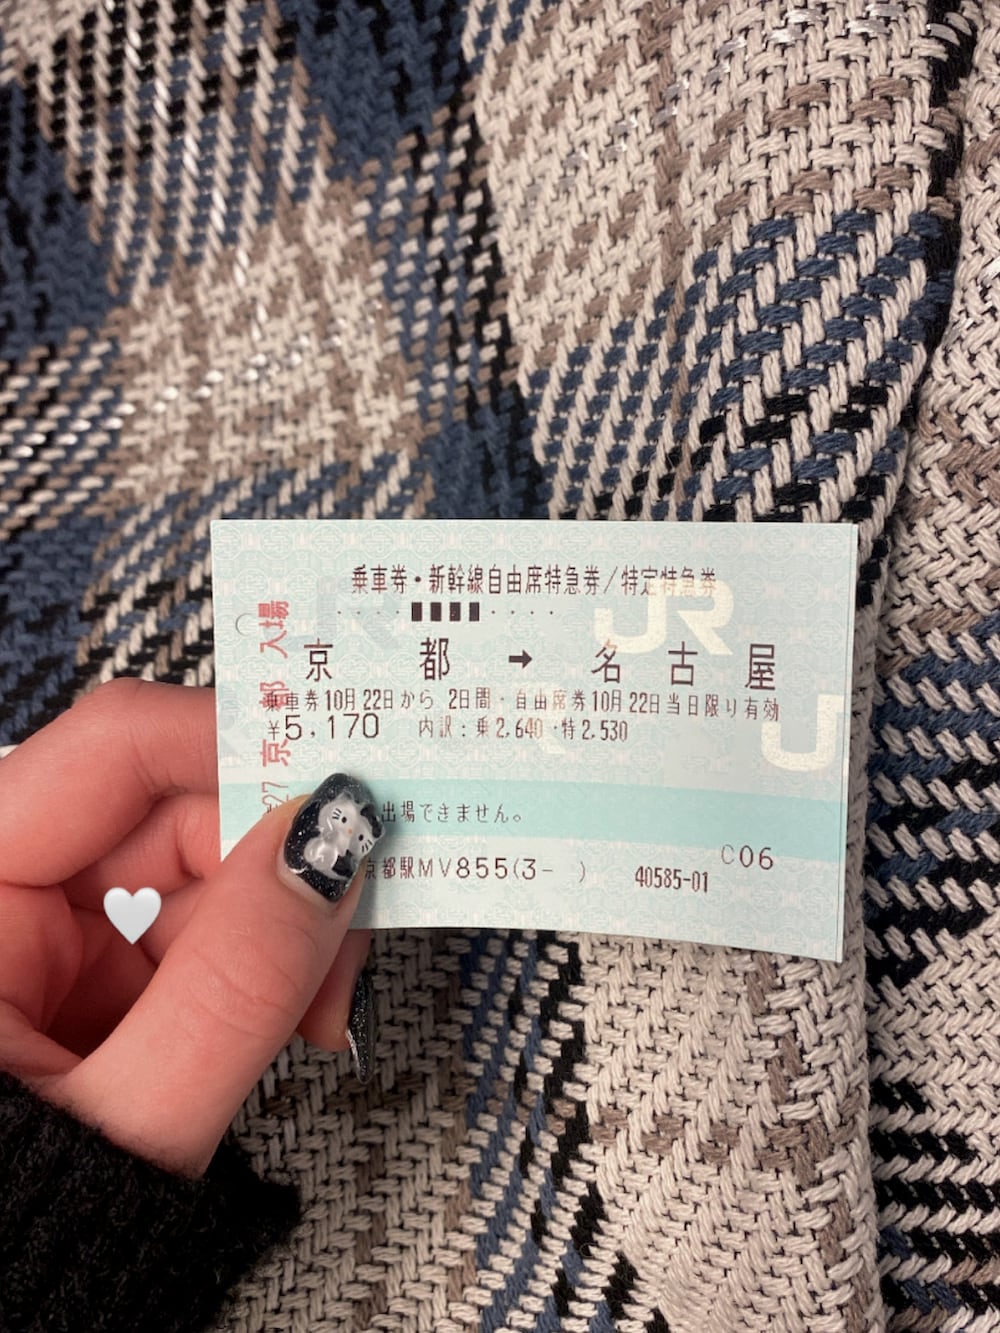 乗車券・新幹線自由席特急券/特定特急券
京都 → 名古屋
乗車券10月22日から 2日間・自由席券10月22日当日限り有効
¥5,170 内訳:乗2,640・特2,530
出場できません。
C06
京都駅MV855(3- ) 40585-01
京都 入場
JR